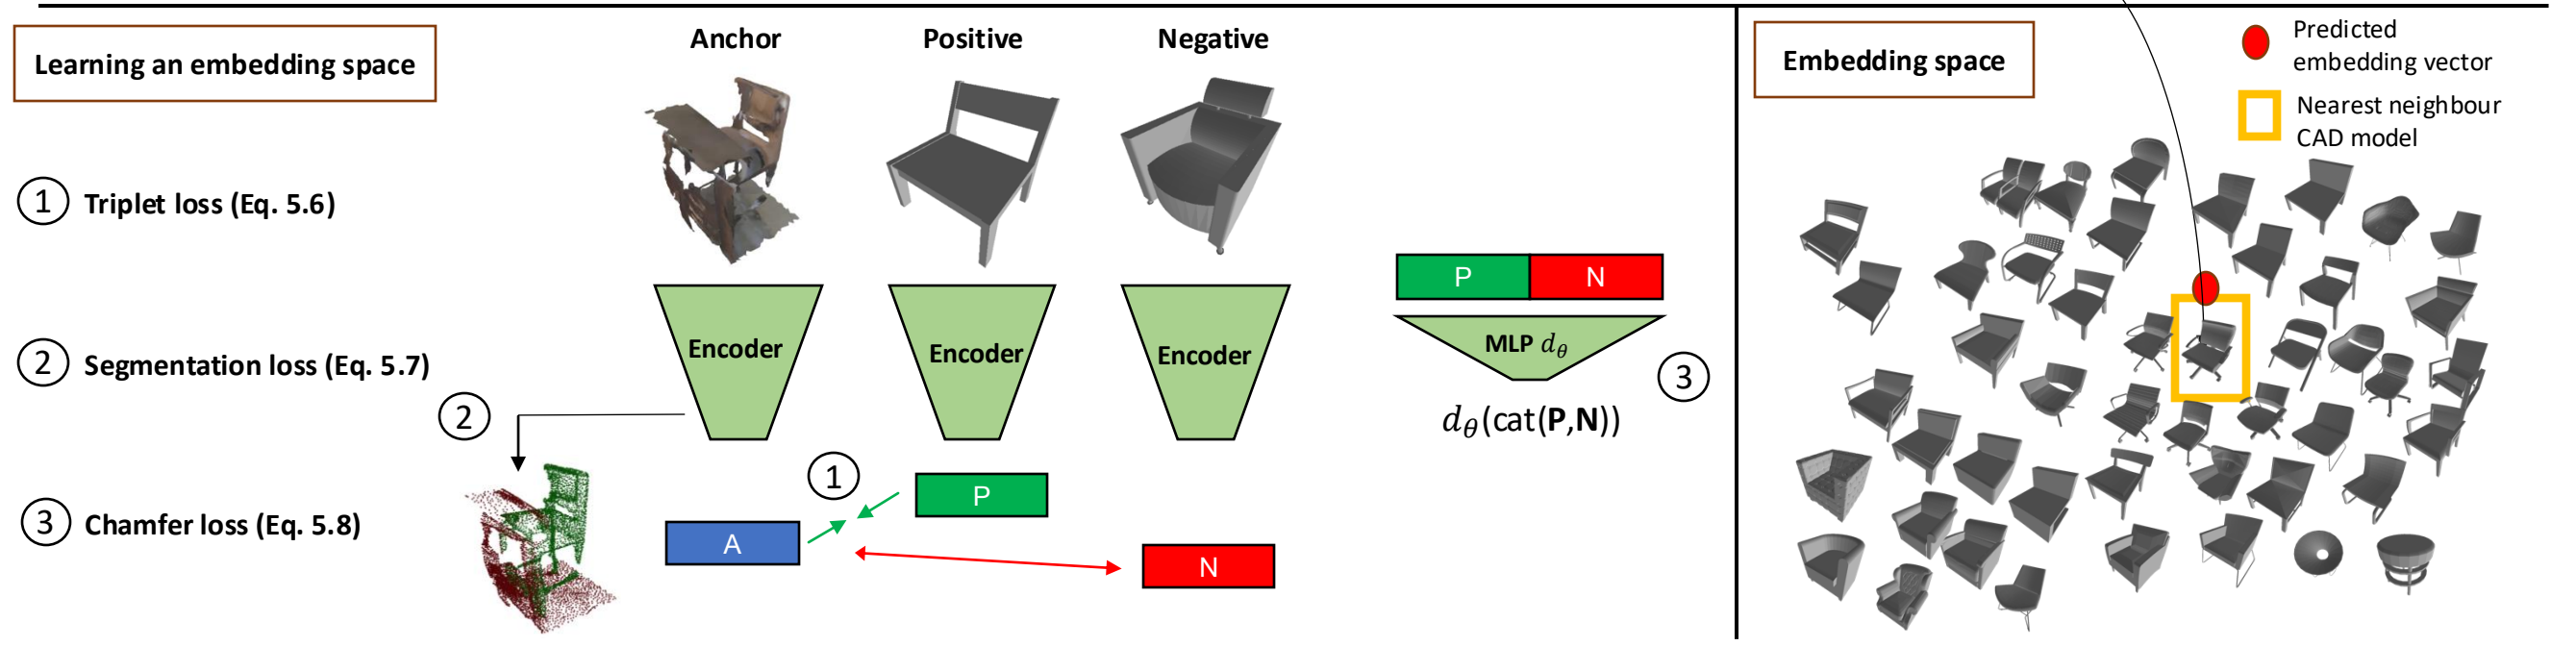 Learning an embedding space
Anchor
Positive
Negative
1 Triplet loss (Eq. 5.6)
2 Segmentation loss (Eq. 5.7)
3 Chamfer loss (Eq. 5.8)
Encoder
Encoder
Encoder
2
1
A
P
N
P N
MLP dθ
3
dθ(cat(P,N))
Embedding space
Predicted
embedding vector
Nearest neighbour
CAD model